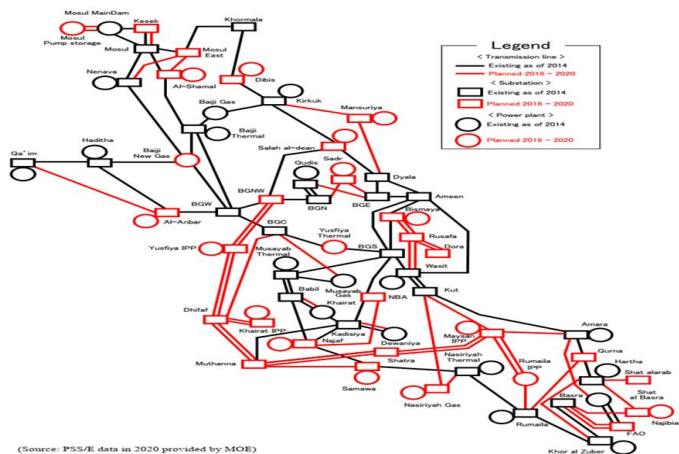 Mosul MainDam
Kesek
Khormala
Mosul
Pump storage
Mosul
Mosul
East
Nenava
Al-Shamal
Dibis
Baiji Gas
Kirkuk
Mansuriya
Baiji
Thermal
Haditha
Qa'im
Baiji
New Gas
Salah al-dean
Sadr
Qudis
Dyala
BGNW
BGW
BGN
BGE
Ameen
Al-Anbar
BGC
Bismaya
Yusfiya IPP
Yusfiya
Thermal
Rusafa
Dora
Musayab
Thermal
BGS
Wasit
Babil
Musayab
Gas
Khairat
NBA
Kut
Dhifaf
Khairat IPP
Kadisiya
Najaf
Dewaniya
Maysan
IPP
Amara
Muthanna
Shatra
Nasiriyah
Thermal
Rumaila
IPP
Qurna
Hartha
Shat alarab
Samawa
Nasiriyah Gas
Basra
Shat
al Basra
Rumaila
Najibia
FAO
Khor al Zuber
Legend
< Transmission line >
Existing as of 2014
Planned 2016 - 2020
< Substation >
Existing as of 2014
Planned 2016 - 2020
< Power plant >
Existing as of 2014
Planned 2016 - 2020
(Source: PSS/E data in 2020 provided by MOE)